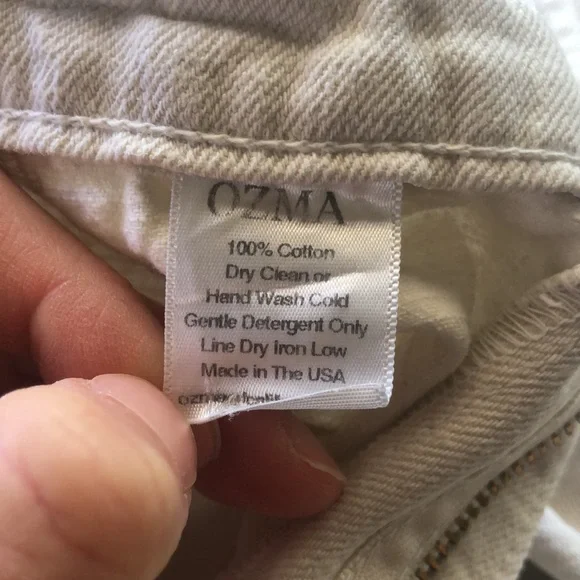 OZMA
100% Cotton
Dry Clean or
Hand Wash Cold
Gentle Detergent Only
Line Dry Iron Low
Made in The USA